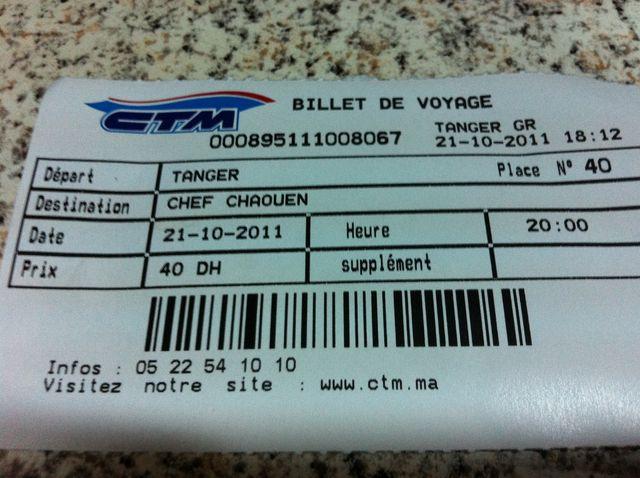 CTM BILLET DE VOYAGE
000895111008067 TANGER GR
21-10-2011 18:12
Départ TANGER Place N° 40
Destination CHEF CHAOUEN
Date 21-10-2011 Heure 20:00
Prix 40 DH supplément
Infos : 05 22 54 10 10
Visitez notre site : www.ctm.ma